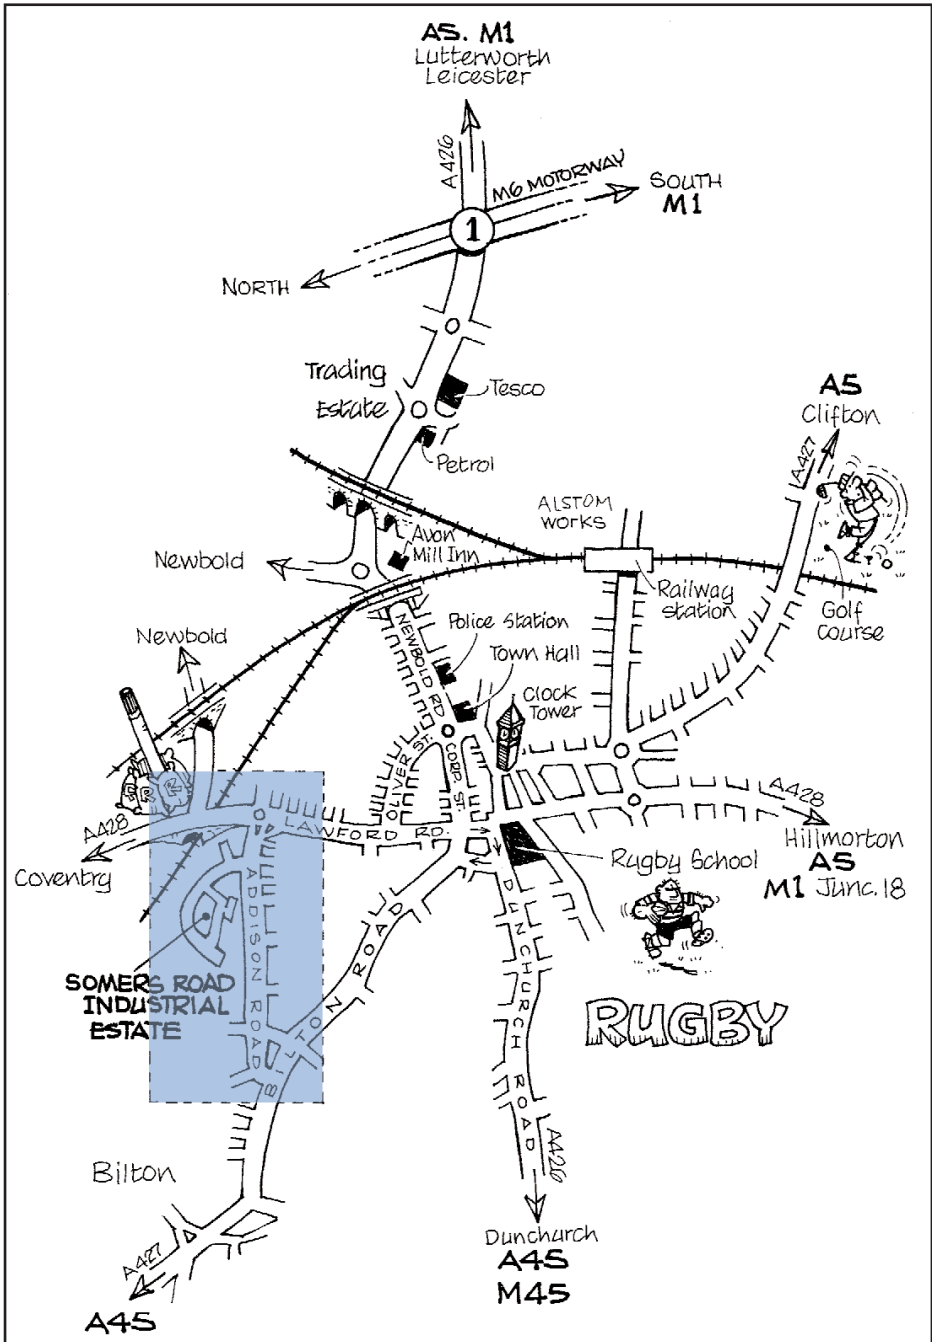 A5. M1
Lutterworth
Leicester
A426
M6 MOTORWAY
SOUTH
M1
1
NORTH
Trading
Estate
Tesco
A5
Clifton
A427
Petrol
ALSTOM
works
Avon
Mill Inn
Newbold
Railway
station
Golf
Course
Newbold
NEWBOLD RD
Police Station
Town Hall
Clock
Tower
OLIVER ST.
CORP. ST.
A428
A428
LAWFORD RD.
Hillmorton
A5
M1 Junc. 18
Coventry
Rugby School
ADDISON ROAD
BILTON ROAD
DUNCHURCH ROAD
SOMERS ROAD
INDUSTRIAL
ESTATE
RUGBY
A426
Bilton
A427
A45
Dunchurch
A45
M45